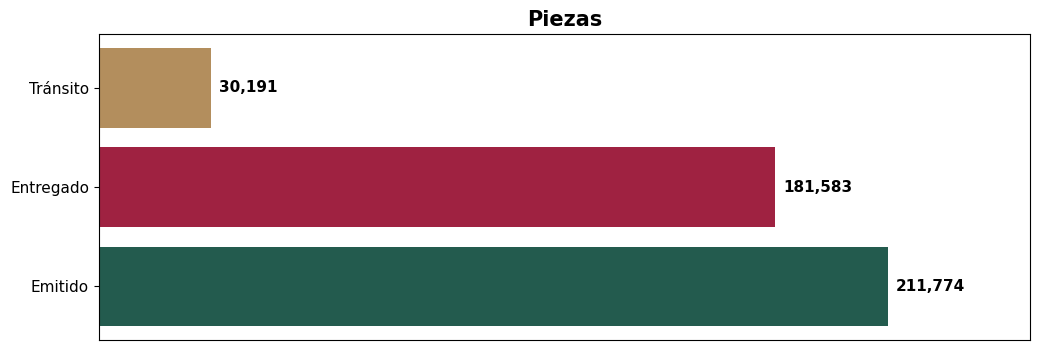 Piezas
Tránsito 30,191
Entregado 181,583
Emitido 211,774